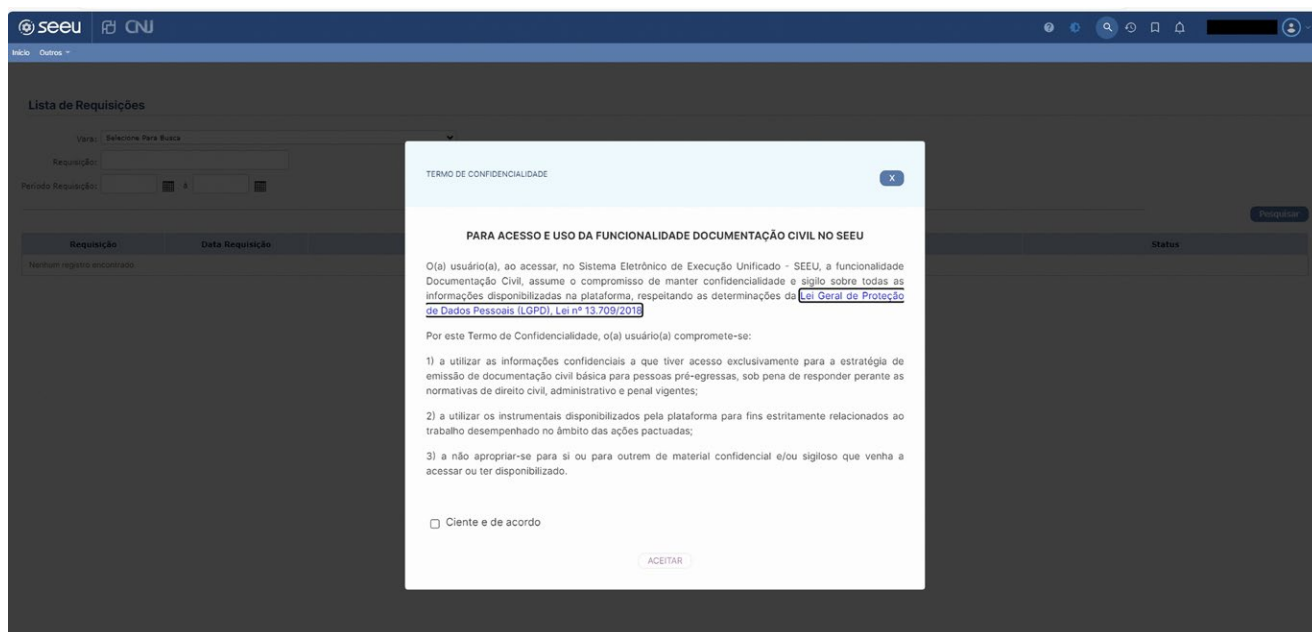 seeu CNJ
Início Outros
Lista de Requisições
Vara: Selecione Para Busca
Requisição:
Período Requisição: à
Pesquisar
Requisição Data Requisição Status
Nenhum registro encontrado
TERMO DE CONFIDENCIALIDADE
X
PARA ACESSO E USO DA FUNCIONALIDADE DOCUMENTAÇÃO CIVIL NO SEEU
O(a) usuário(a), ao acessar, no Sistema Eletrônico de Execução Unificado - SEEU, a funcionalidade
Documentação Civil, assume o compromisso de manter confidencialidade e sigilo sobre todas as
informações disponibilizadas na plataforma, respeitando as determinações da Lei Geral de Proteção
de Dados Pessoais (LGPD), Lei nº 13.709/2018
Por este Termo de Confidencialidade, o(a) usuário(a) compromete-se:
1) a utilizar as informações confidenciais a que tiver acesso exclusivamente para a estratégia de
emissão de documentação civil básica para pessoas pré-egressas, sob pena de responder perante as
normativas de direito civil, administrativo e penal vigentes;
2) a utilizar os instrumentais disponibilizados pela plataforma para fins estritamente relacionados ao
trabalho desempenhado no âmbito das ações pactuadas;
3) a não apropriar-se para si ou para outrem de material confidencial e/ou sigiloso que venha a
acessar ou ter disponibilizado.
Ciente e de acordo
ACEITAR